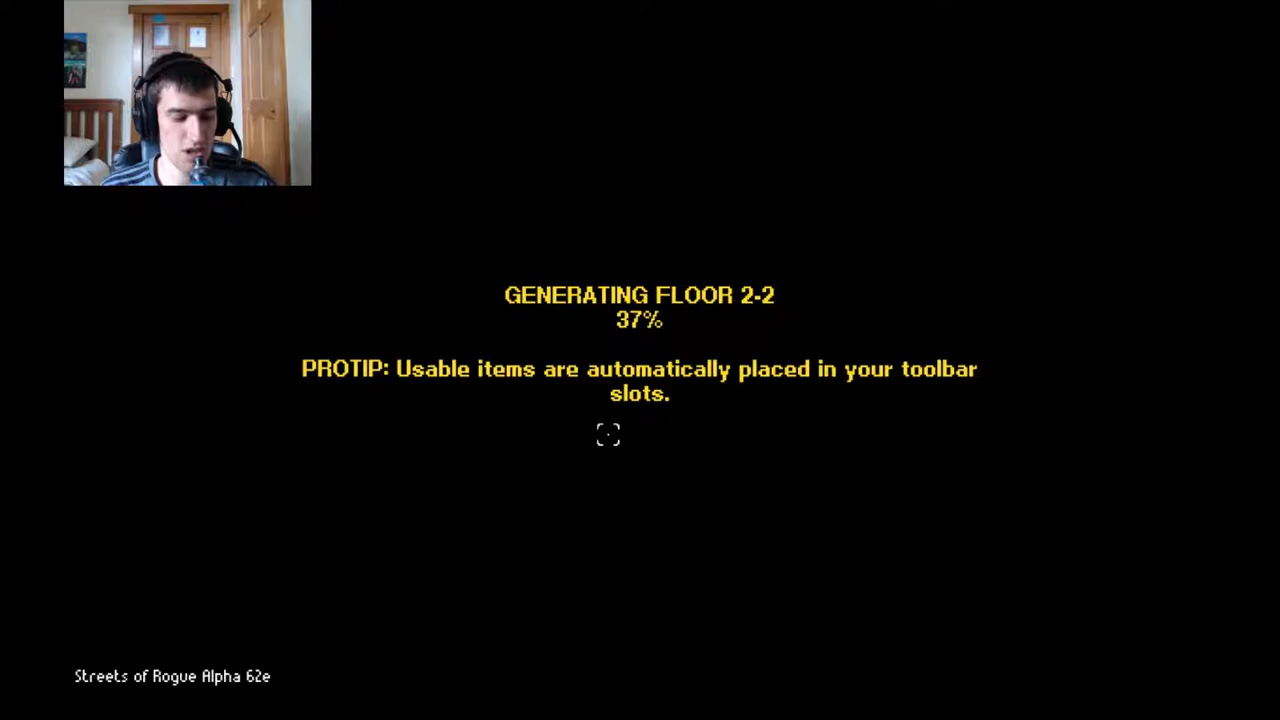 GENERATING FLOOR 2-2
37%
PROTIP: Usable items are automatically placed in your toolbar
slots.
Streets of Rogue Alpha 62e